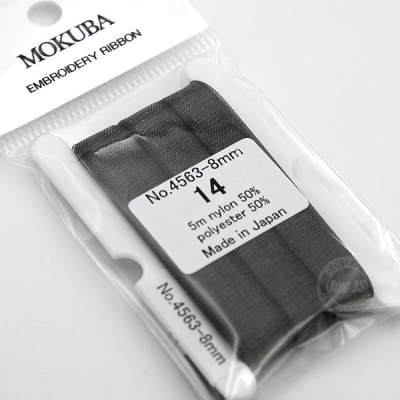 MOKUBA
EMBROIDERY RIBBON
No.4563-8mm
14
5m nylon 50%
polyester 50%
Made in Japan
No.4563-8mm